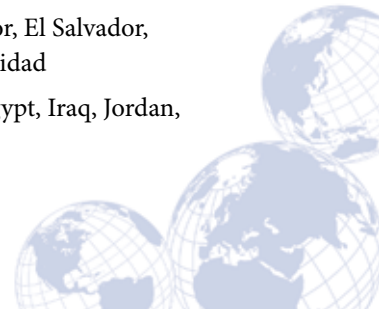 or, El Salvador,
idad
ypt, Iraq, Jordan,